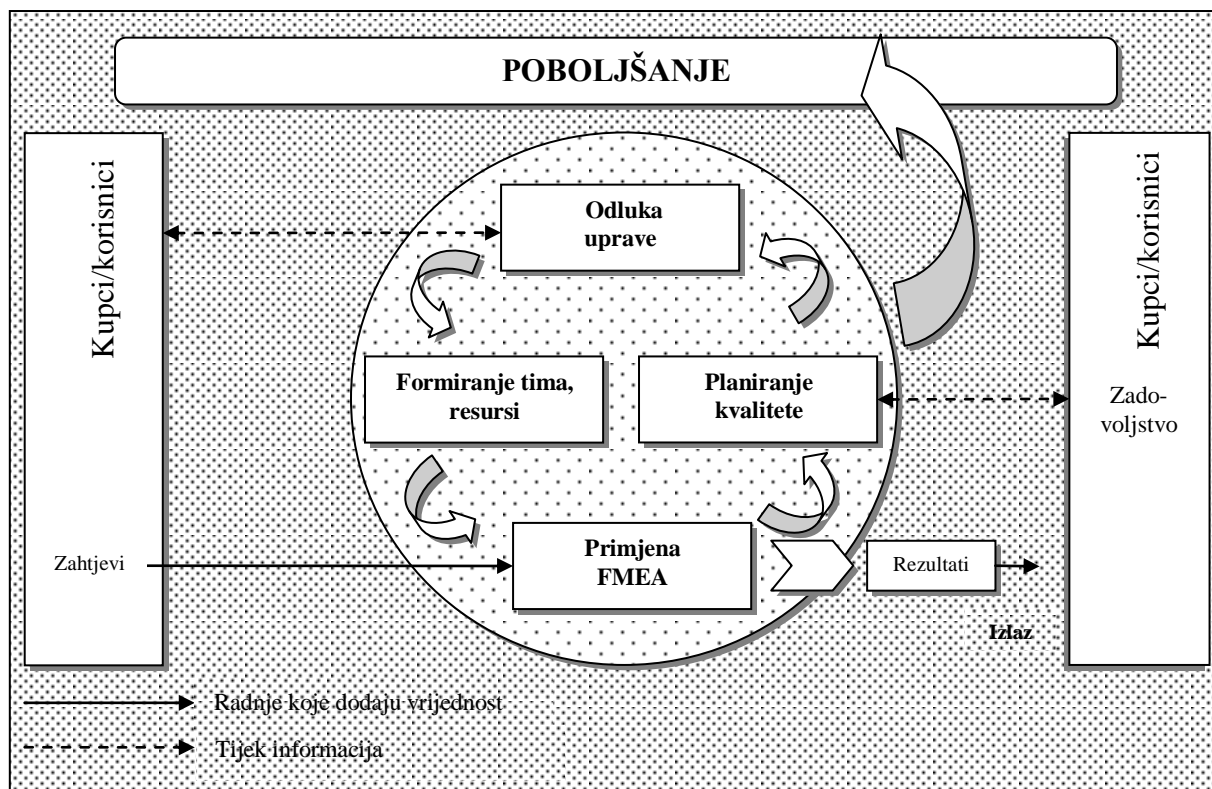 POBOLJŠANJE
Kupci/korisnici
Zahtjevi
Odluka
uprave
Formiranje tima,
resursi
Planiranje
kvalitete
Primjena
FMEA
Rezultati
Izlaz
Kupci/korisnici
Zado-
voljstvo
Radnje koje dodaju vrijednost
Tijek informacija